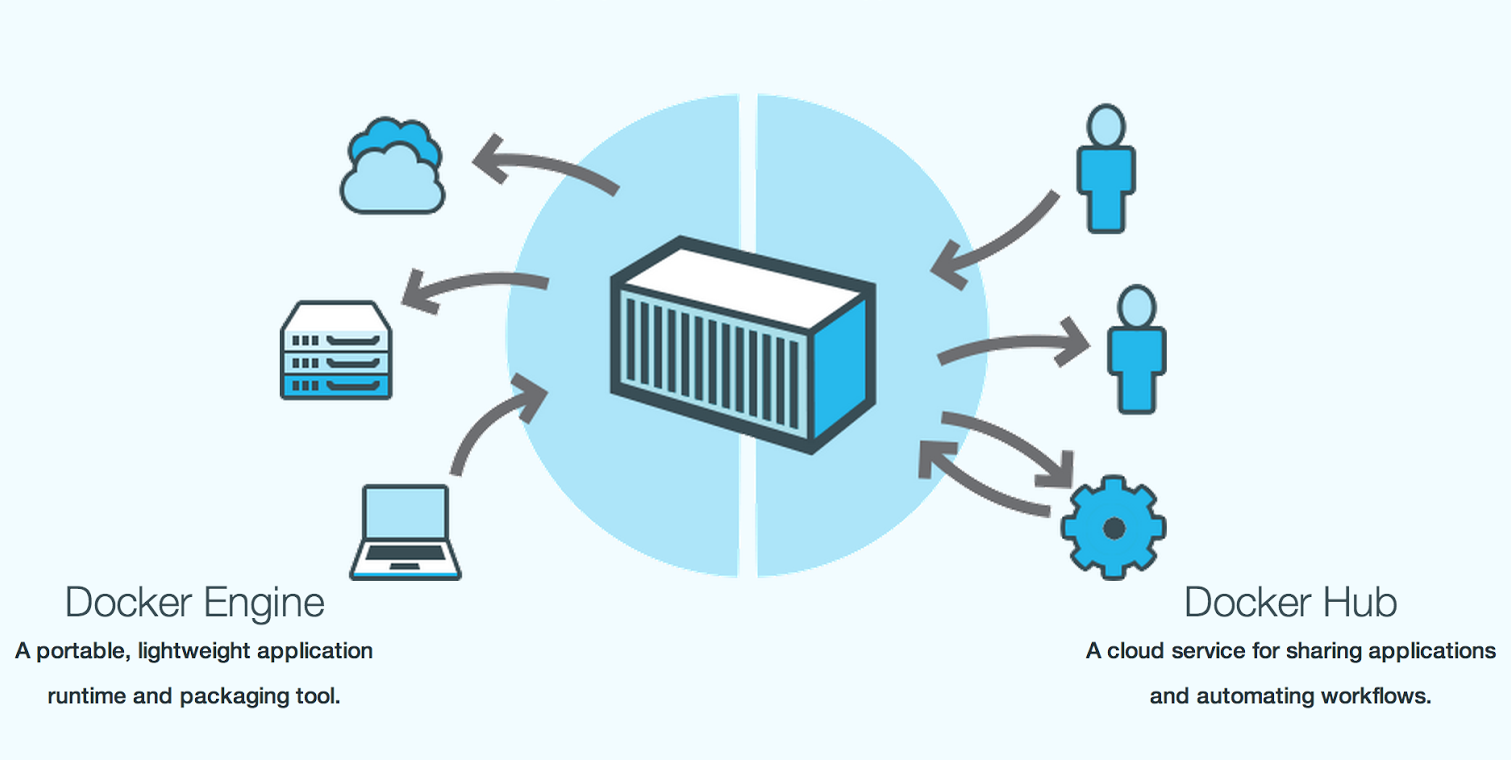 Docker Engine
A portable, lightweight application
runtime and packaging tool.
Docker Hub
A cloud service for sharing applications
and automating workflows.